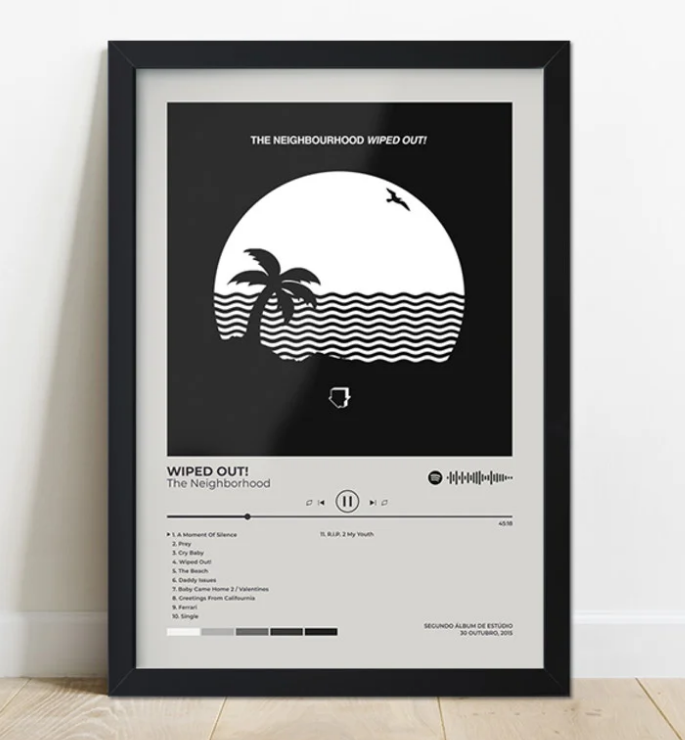 THE NEIGHBOURHOOD WIPED OUT!
WIPED OUT!
The Neighborhood
45:18
1. A Moment Of Silence
2. Pray
3. Cry Baby
4. Wiped Out!
5. The Beach
6. Daddy Issues
7. Baby Came Home 2 / Valentines
8. Greetings From Califournia
9. Ferrari
10. Single
11. R.I.P. 2 My Youth
SEGUNDO ÁLBUM DE ESTÚDIO
30 OUTUBRO, 2015